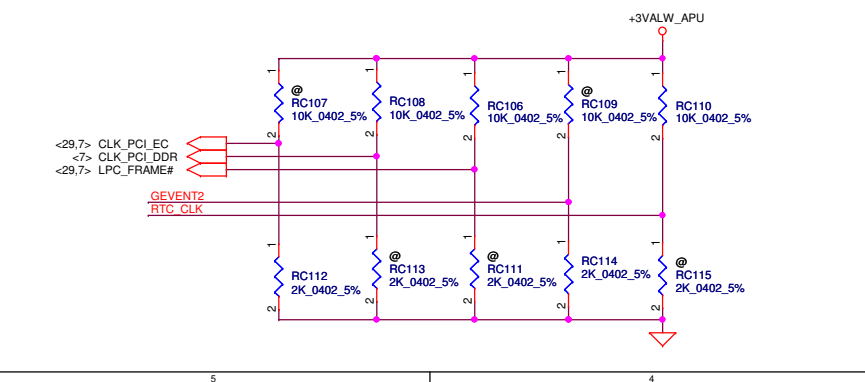 +3VALW_APU
1
1
1
1
1
@
RC107
10K_0402_5%
RC108
10K_0402_5%
RC106
10K_0402_5%
@
RC109
10K_0402_5%
RC110
10K_0402_5%
2
2
2
2
2
<29,7> CLK_PCI_EC
<7> CLK_PCI_DDR
<29,7> LPC_FRAME#
GEVENT2
RTC_CLK
1
1
1
1
1
RC112
2K_0402_5%
@
RC113
2K_0402_5%
@
RC111
2K_0402_5%
RC114
2K_0402_5%
@
RC115
2K_0402_5%
2
2
2
2
2
5
4